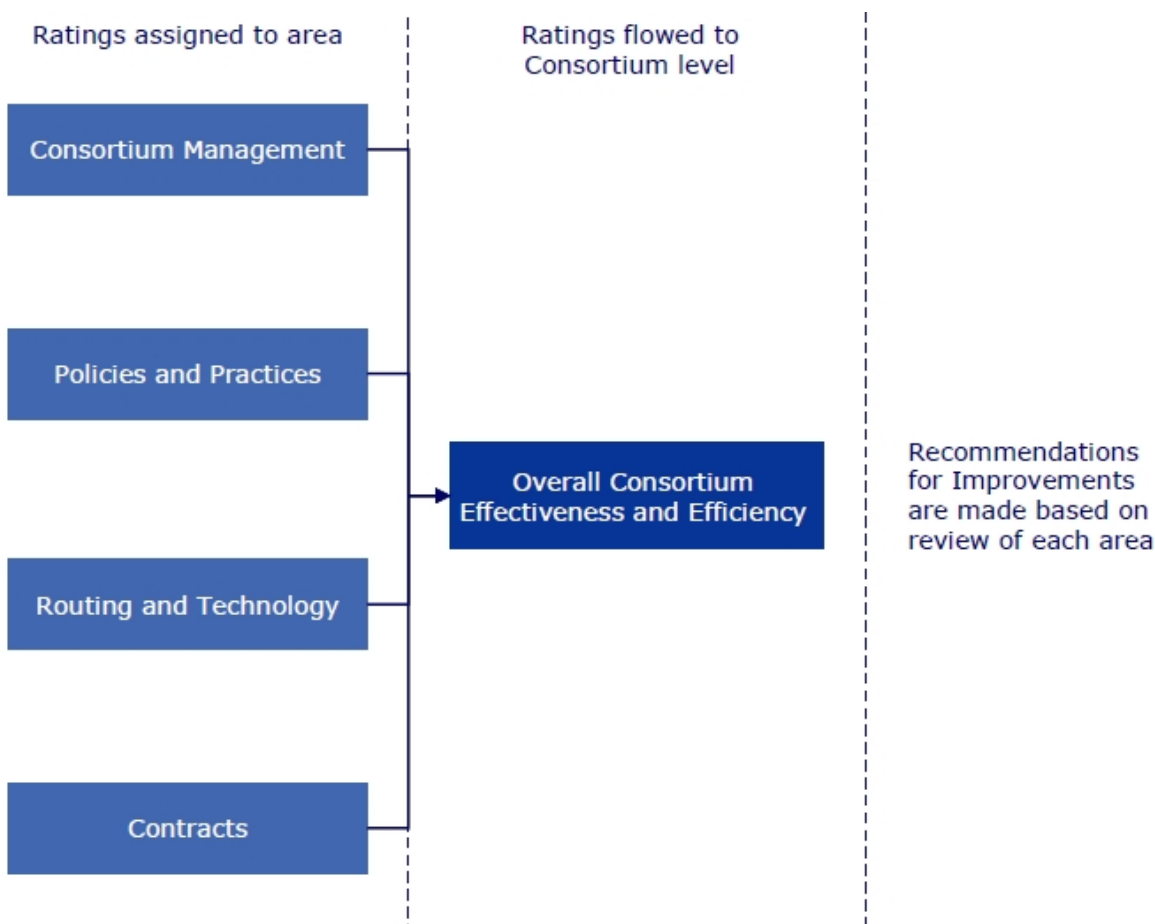 Ratings assigned to area
Ratings flowed to
Consortium level
Consortium Management
Policies and Practices
Routing and Technology
Contracts
Overall Consortium
Effectiveness and Efficiency
Recommendations
for Improvements
are made based on
review of each area